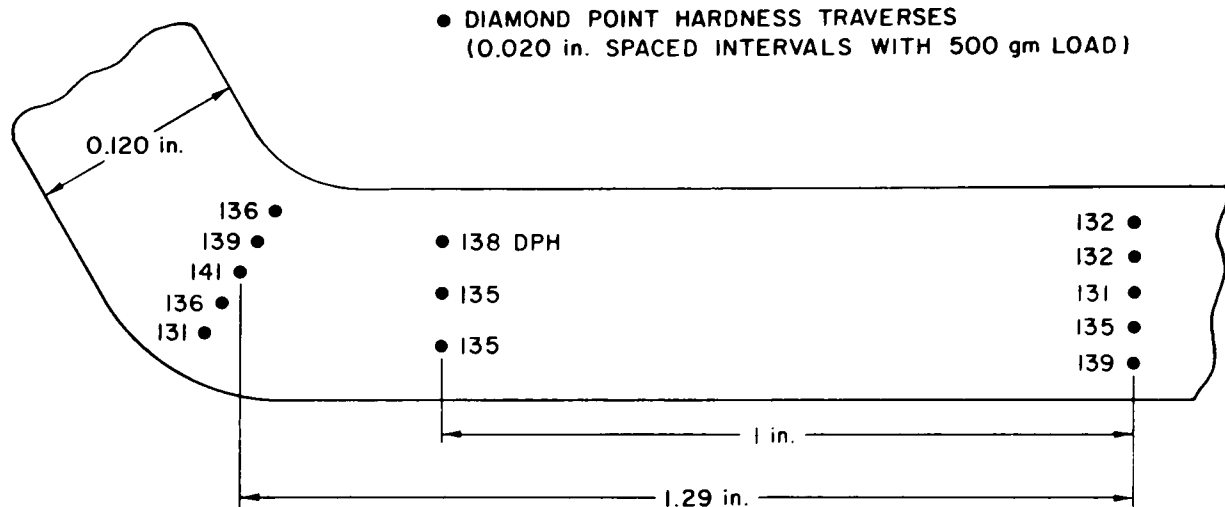 DIAMOND POINT HARDNESS TRAVERSES
(0.020 in. SPACED INTERVALS WITH 500 gm LOAD)
0.120 in.
136
139
141
136
131
138 DPH
135
135
132
132
131
135
139
1 in.
1.29 in.